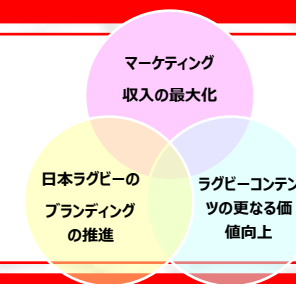 マーケティング
収入の最大化
日本ラグビーの
ブランディング
の推進
ラグビーコンテン
ツの更なる価
値向上